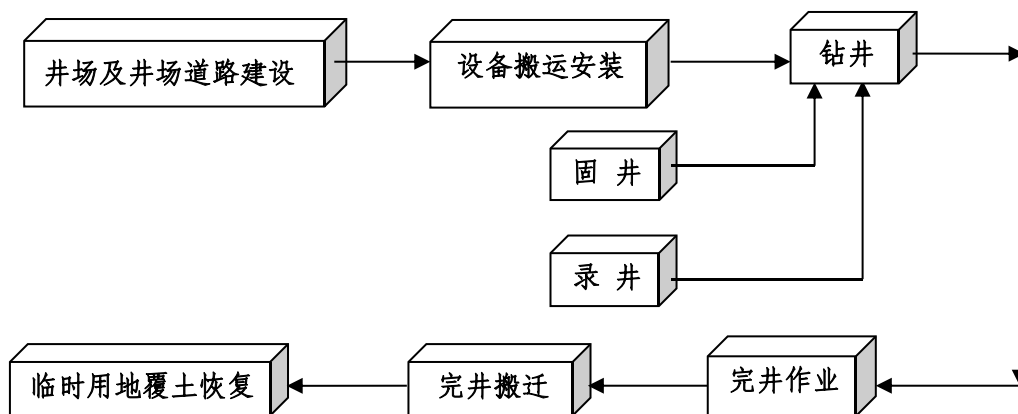 井场及井场道路建设
设备搬运安装
钻井
固 井
录 井
临时用地覆土恢复
完井搬迁
完井作业